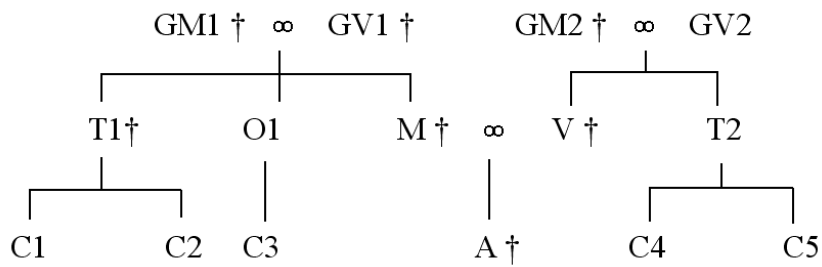 GM1 † ∞ GV1 † GM2 † ∞ GV2
T1† O1 M † ∞ V † T2
C1 C2 C3 A † C4 C5